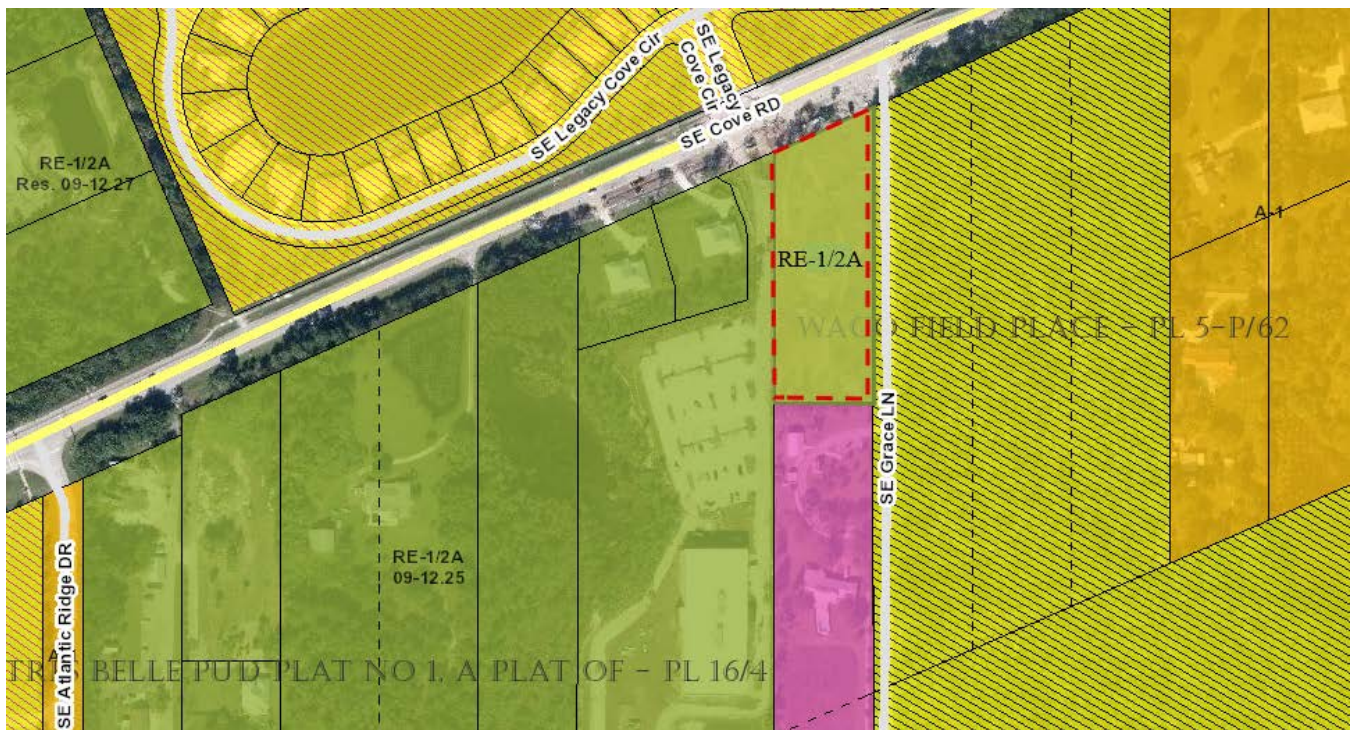 SE Legacy Cove Cir
SE Legacy
Cove Cir
SE Cove RD
RE-1/2A
Res. 09-12.27
A-1
RE-1/2A
WACO FIELD PLACE - PL 5-P/62
SE Grace LN
RE-1/2A
09-12.25
SE Atlantic Ridge DR
BELLE PUD PLAT NO 1, A PLAT OF - PL 16/4